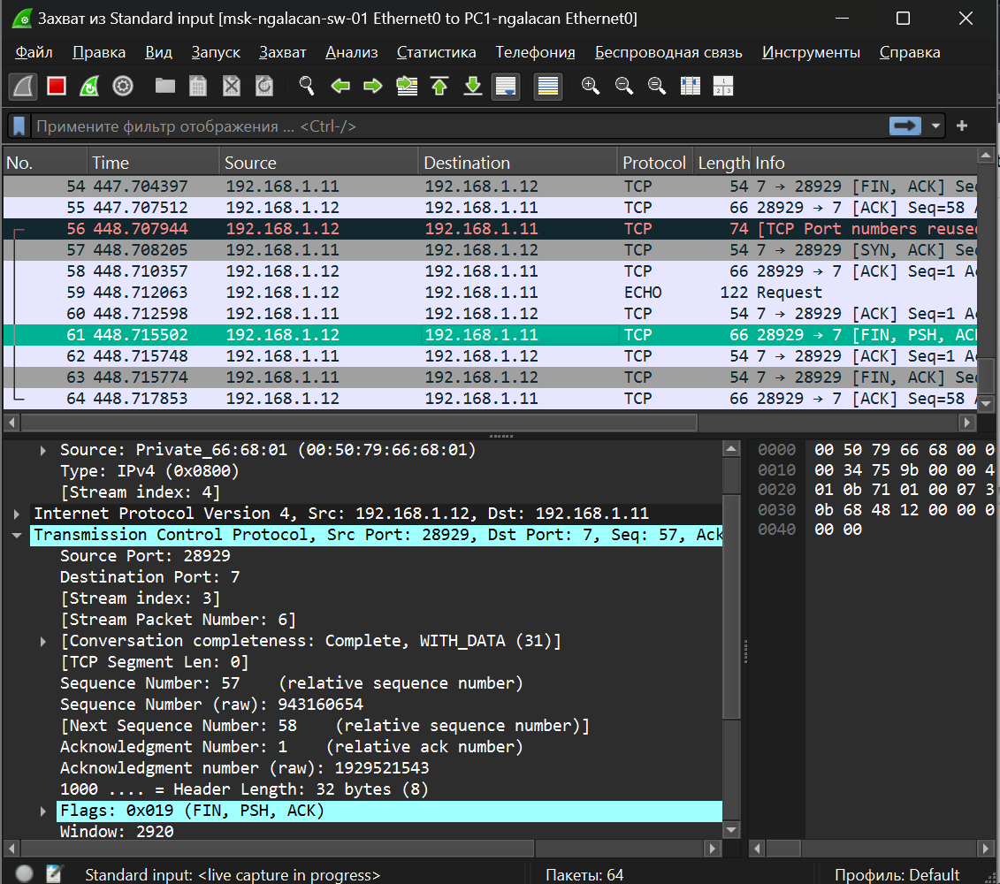 Захват из Standard input [msk-ngalacan-sw-01 Ethernet0 to PC1-ngalacan Ethernet0]
Файл Правка Вид Запуск Захват Анализ Статистика Телефония Беспроводная связь Инструменты Справка
Примените фильтр отображения ... <Ctrl-/>
No. Time Source Destination Protocol Length Info
54 447.704397 192.168.1.11 192.168.1.12 TCP 54 7 → 28929 [FIN, ACK]
55 447.707512 192.168.1.12 192.168.1.11 TCP 66 28929 → 7 [ACK] Seq=58
56 448.707944 192.168.1.12 192.168.1.11 TCP 74 [TCP Port numbers reused
57 448.708205 192.168.1.11 192.168.1.12 TCP 54 7 → 28929 [SYN, ACK]
58 448.710357 192.168.1.12 192.168.1.11 TCP 66 28929 → 7 [ACK] Seq=1
59 448.712063 192.168.1.12 192.168.1.11 ECHO 122 Request
60 448.712598 192.168.1.11 192.168.1.12 TCP 54 7 → 28929 [ACK] Seq=1
61 448.715502 192.168.1.12 192.168.1.11 TCP 66 28929 → 7 [FIN, PSH, ACK
62 448.715748 192.168.1.11 192.168.1.12 TCP 54 7 → 28929 [ACK] Seq=1
63 448.715774 192.168.1.11 192.168.1.12 TCP 54 7 → 28929 [FIN, ACK]
64 448.717853 192.168.1.12 192.168.1.11 TCP 66 28929 → 7 [ACK] Seq=58
Source: Private_66:68:01 (00:50:79:66:68:01)
Type: IPv4 (0x0800)
[Stream index: 4]
Internet Protocol Version 4, Src: 192.168.1.12, Dst: 192.168.1.11
Transmission Control Protocol, Src Port: 28929, Dst Port: 7, Seq: 57, Ack
Source Port: 28929
Destination Port: 7
[Stream index: 3]
[Stream Packet Number: 6]
[Conversation completeness: Complete, WITH_DATA (31)]
[TCP Segment Len: 0]
Sequence Number: 57 (relative sequence number)
Sequence Number (raw): 943160654
[Next Sequence Number: 58 (relative sequence number)]
Acknowledgment Number: 1 (relative ack number)
Acknowledgment number (raw): 1929521543
1000 .... = Header Length: 32 bytes (8)
Flags: 0x019 (FIN, PSH, ACK)
Window: 2920
0000 00 50 79 66 68 00
0010 00 34 75 9b 00 00
0020 01 0b 71 01 00 07
0030 0b 68 48 12 00 00
0040 00 00
Standard input: <live capture in progress> Пакеты: 64 Профиль: Default